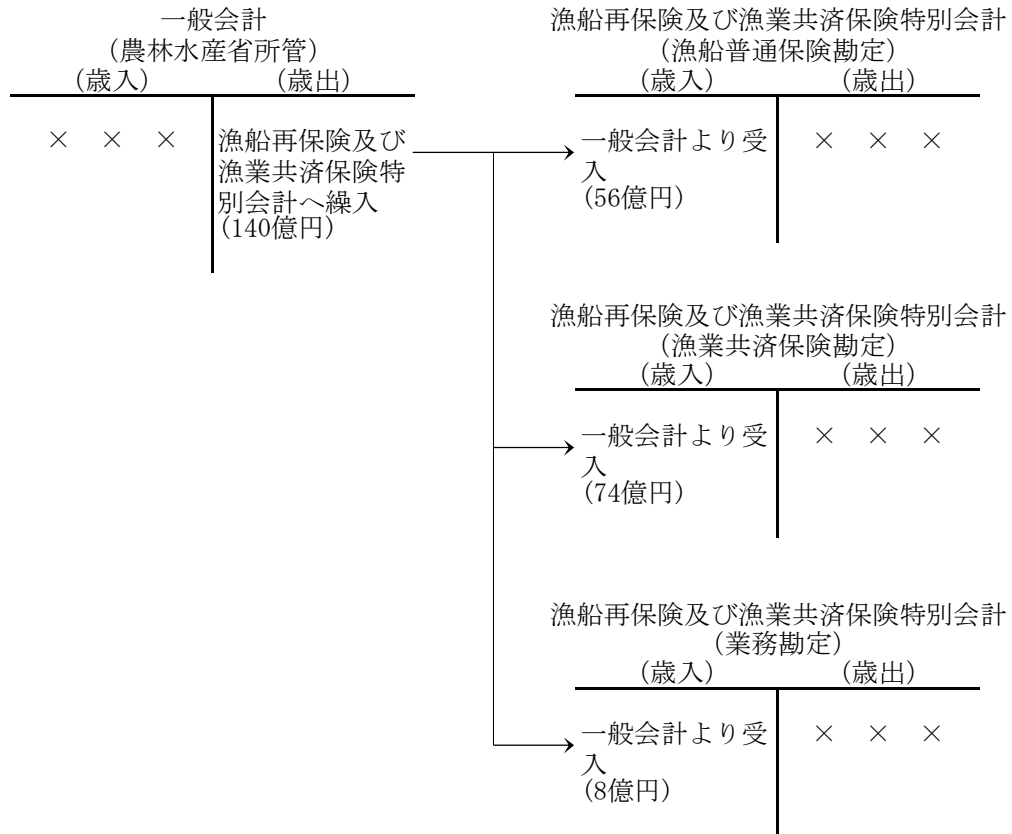 一般会計
(農林水産省所管)
(歳入) (歳出)
× × ×
漁船再保険及び
漁業共済保険特
別会計へ繰入
(140億円)
漁船再保険及び漁業共済保険特別会計
(漁船普通保険勘定)
(歳入) (歳出)
一般会計より受
入
(56億円)
× × ×
漁船再保険及び漁業共済保険特別会計
(漁業共済保険勘定)
(歳入) (歳出)
一般会計より受
入
(74億円)
× × ×
漁船再保険及び漁業共済保険特別会計
(業務勘定)
(歳入) (歳出)
一般会計より受
入
(8億円)
× × ×